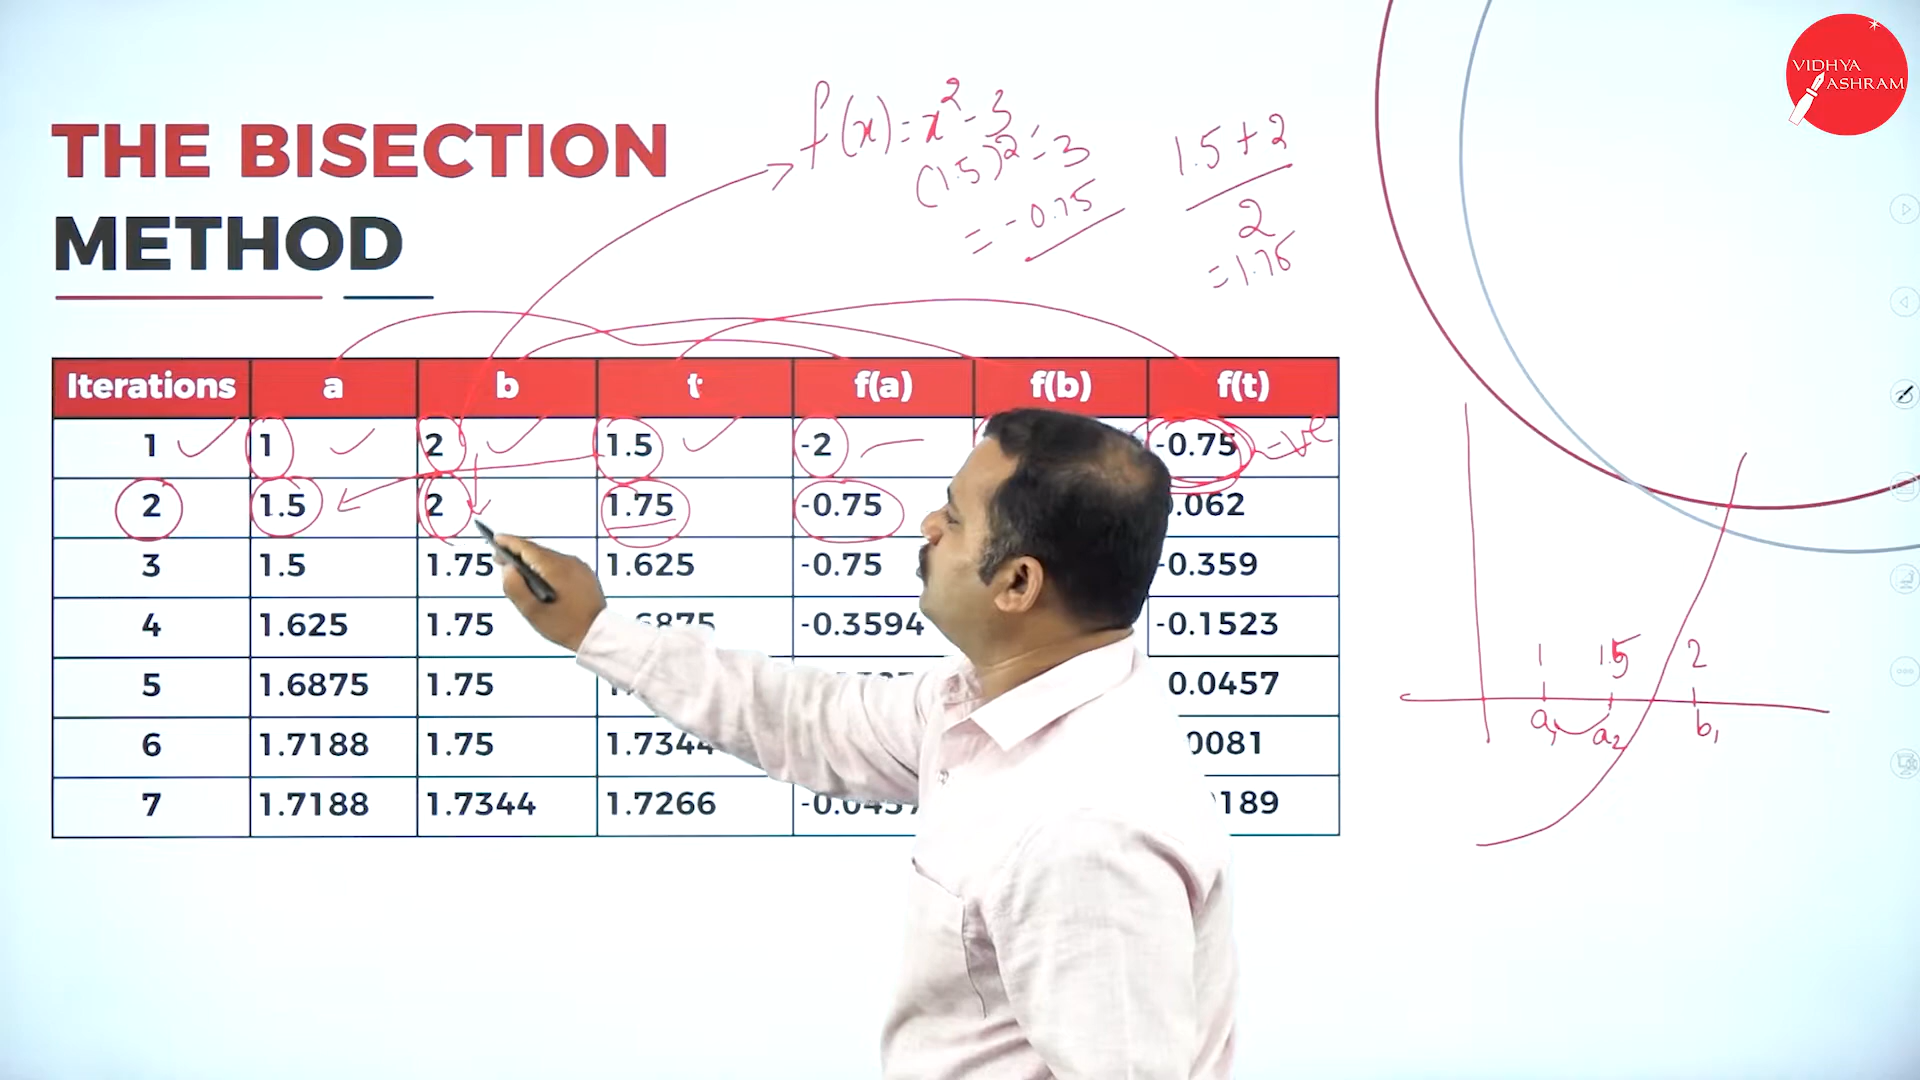 VIDHYA
ASHRAM
THE BISECTION
METHOD
f(x) = x² - 3
(1.5)² - 3
= -0.75
1.5 + 2
2
= 1.75
Iterations a b t f(a) f(b) f(t)
1 1 2 1.5 -2 -0.75 = -ve
2 1.5 2 1.75 -0.75 .062
3 1.5 1.75 1.625 -0.75 -0.359
4 1.625 1.75 .6875 -0.3594 -0.1523
5 1.6875 1.75 0.0457
6 1.7188 1.75 1.7344 0081
7 1.7188 1.7344 1.7266 -0.0457 189
1 1.5 2
a₁ a₂ b₁